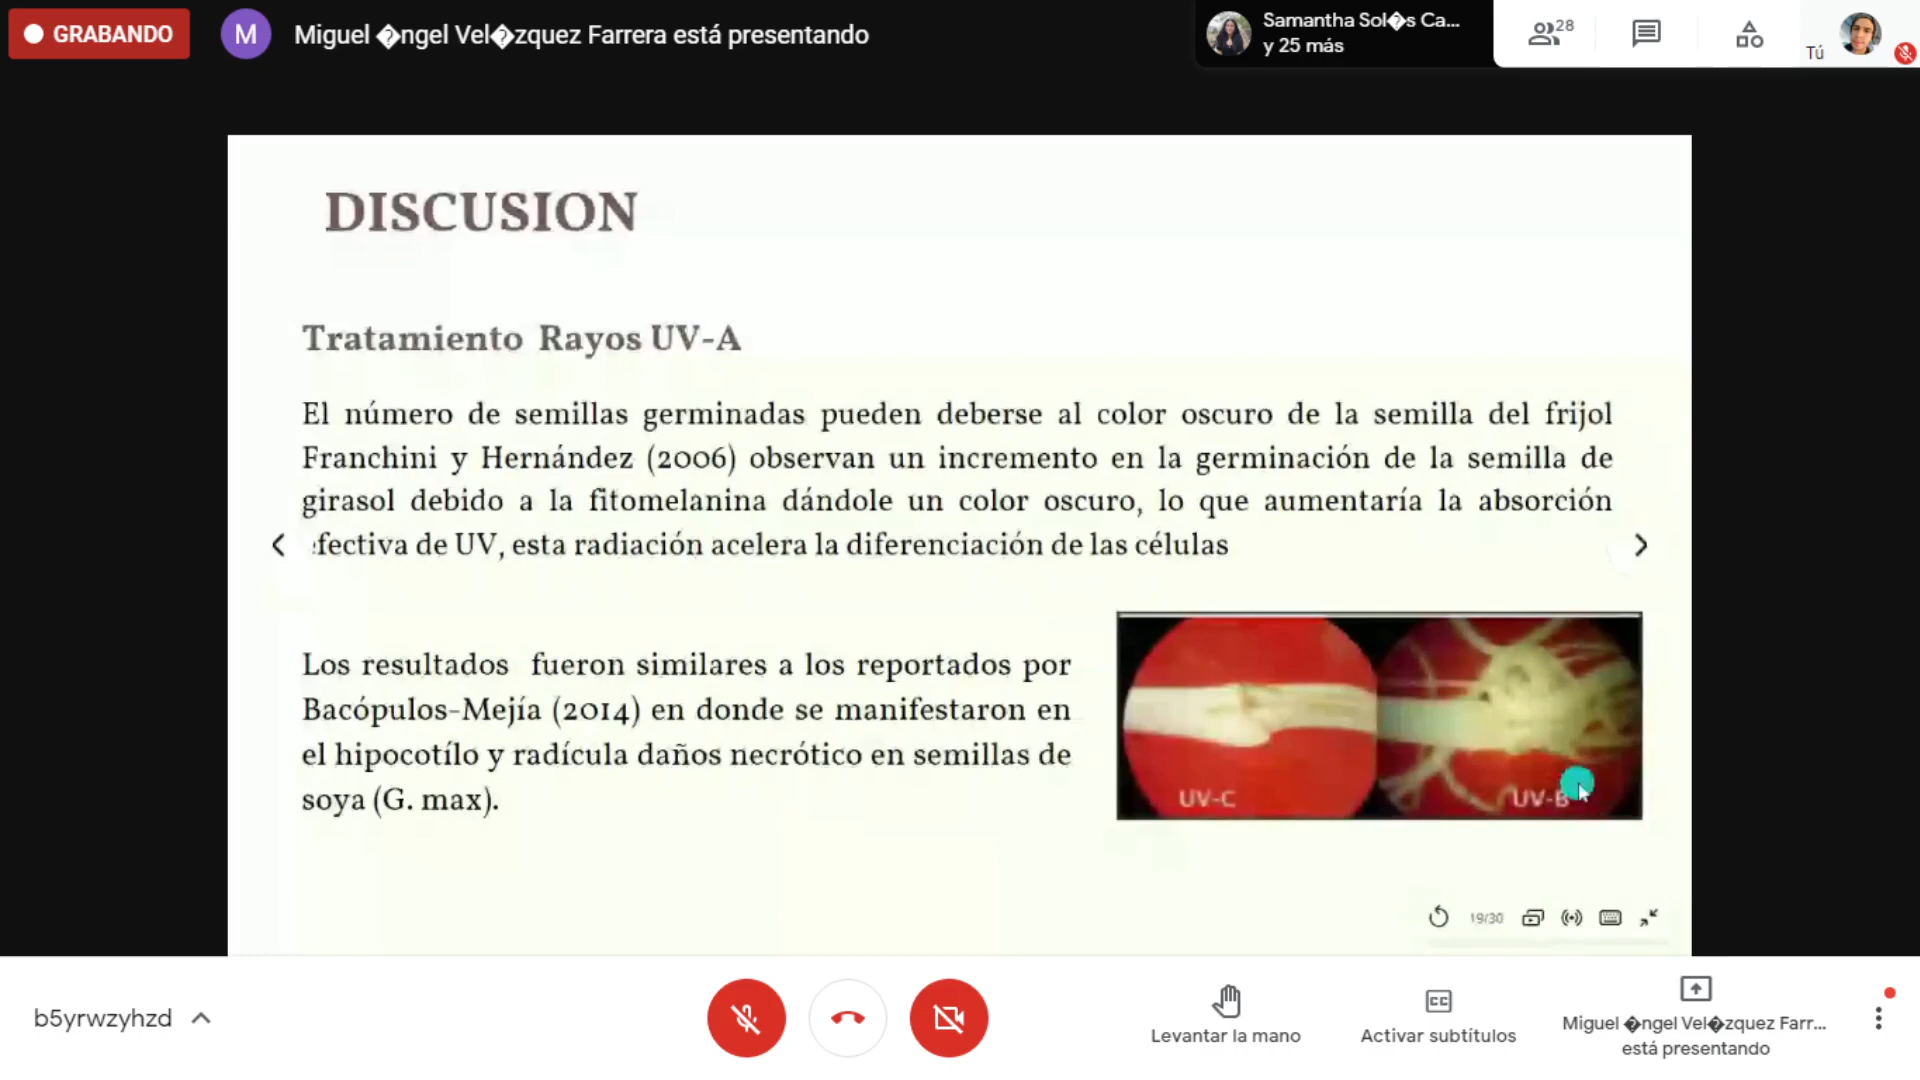 GRABANDO
M
Miguel �ngel Vel�zquez Farrera está presentando
Samantha Sol�s Ca...
y 25 más
28
Tú
DISCUSION
Tratamiento Rayos UV-A
El número de semillas germinadas pueden deberse al color oscuro de la semilla del frijol
Franchini y Hernández (2006) observan un incremento en la germinación de la semilla de
girasol debido a la fitomelanina dándole un color oscuro, lo que aumentaría la absorción
efectiva de UV, esta radiación acelera la diferenciación de las células
Los resultados fueron similares a los reportados por
Bacópulos-Mejía (2014) en donde se manifestaron en
el hipocotílo y radícula daños necrótico en semillas de
soya (G. max).
UV-C
UV-B
19/30
b5yrwzyhzd
Levantar la mano
CC
Activar subtítulos
Miguel �ngel Vel�zquez Farr...
está presentando